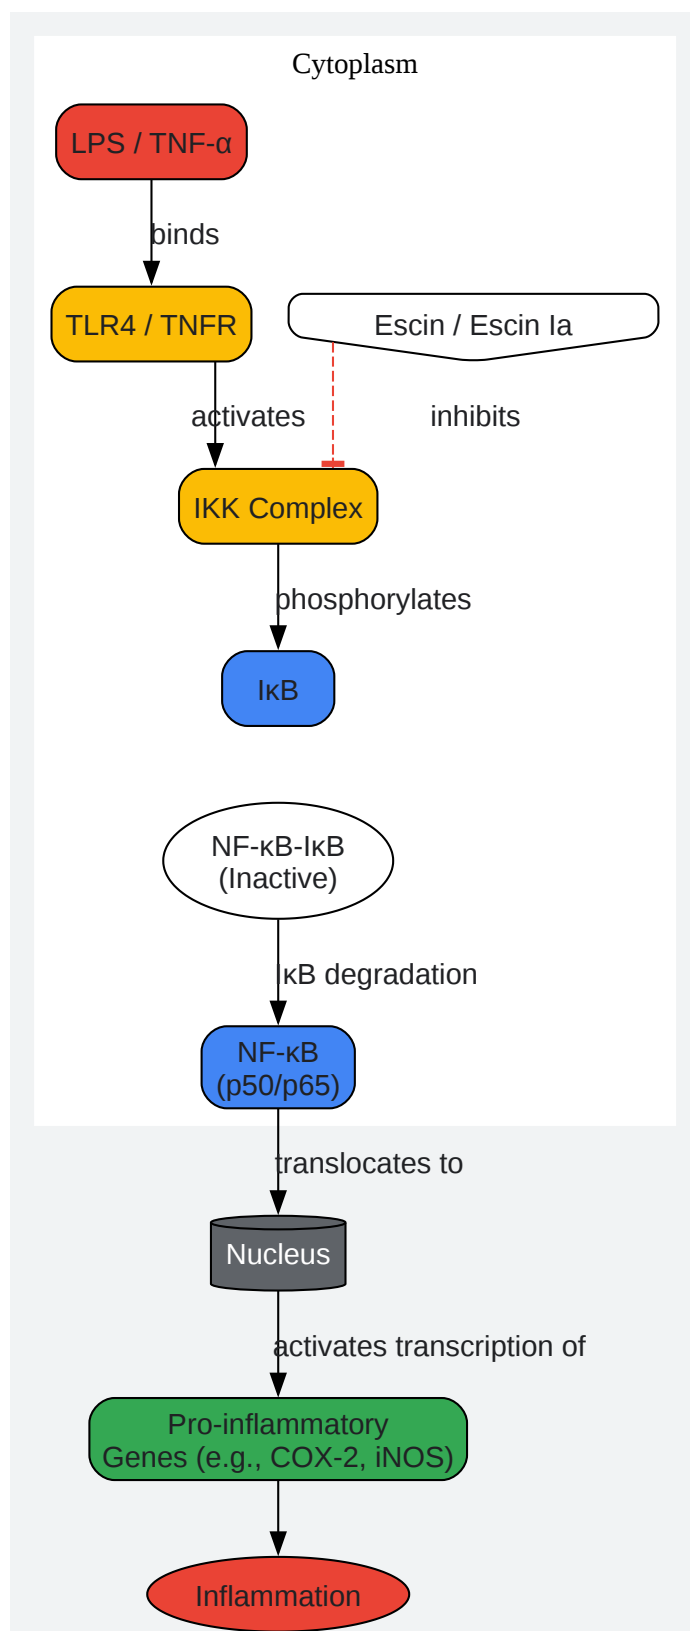 Cytoplasm
LPS / TNF-α
binds
TLR4 / TNFR
Escin / Escin Ia
activates
inhibits
IKK Complex
phosphorylates
IκB
NF-κB-IκB
(Inactive)
IκB degradation
NF-κB
(p50/p65)
translocates to
Nucleus
activates transcription of
Pro-inflammatory
Genes (e.g., COX-2, iNOS)
Inflammation